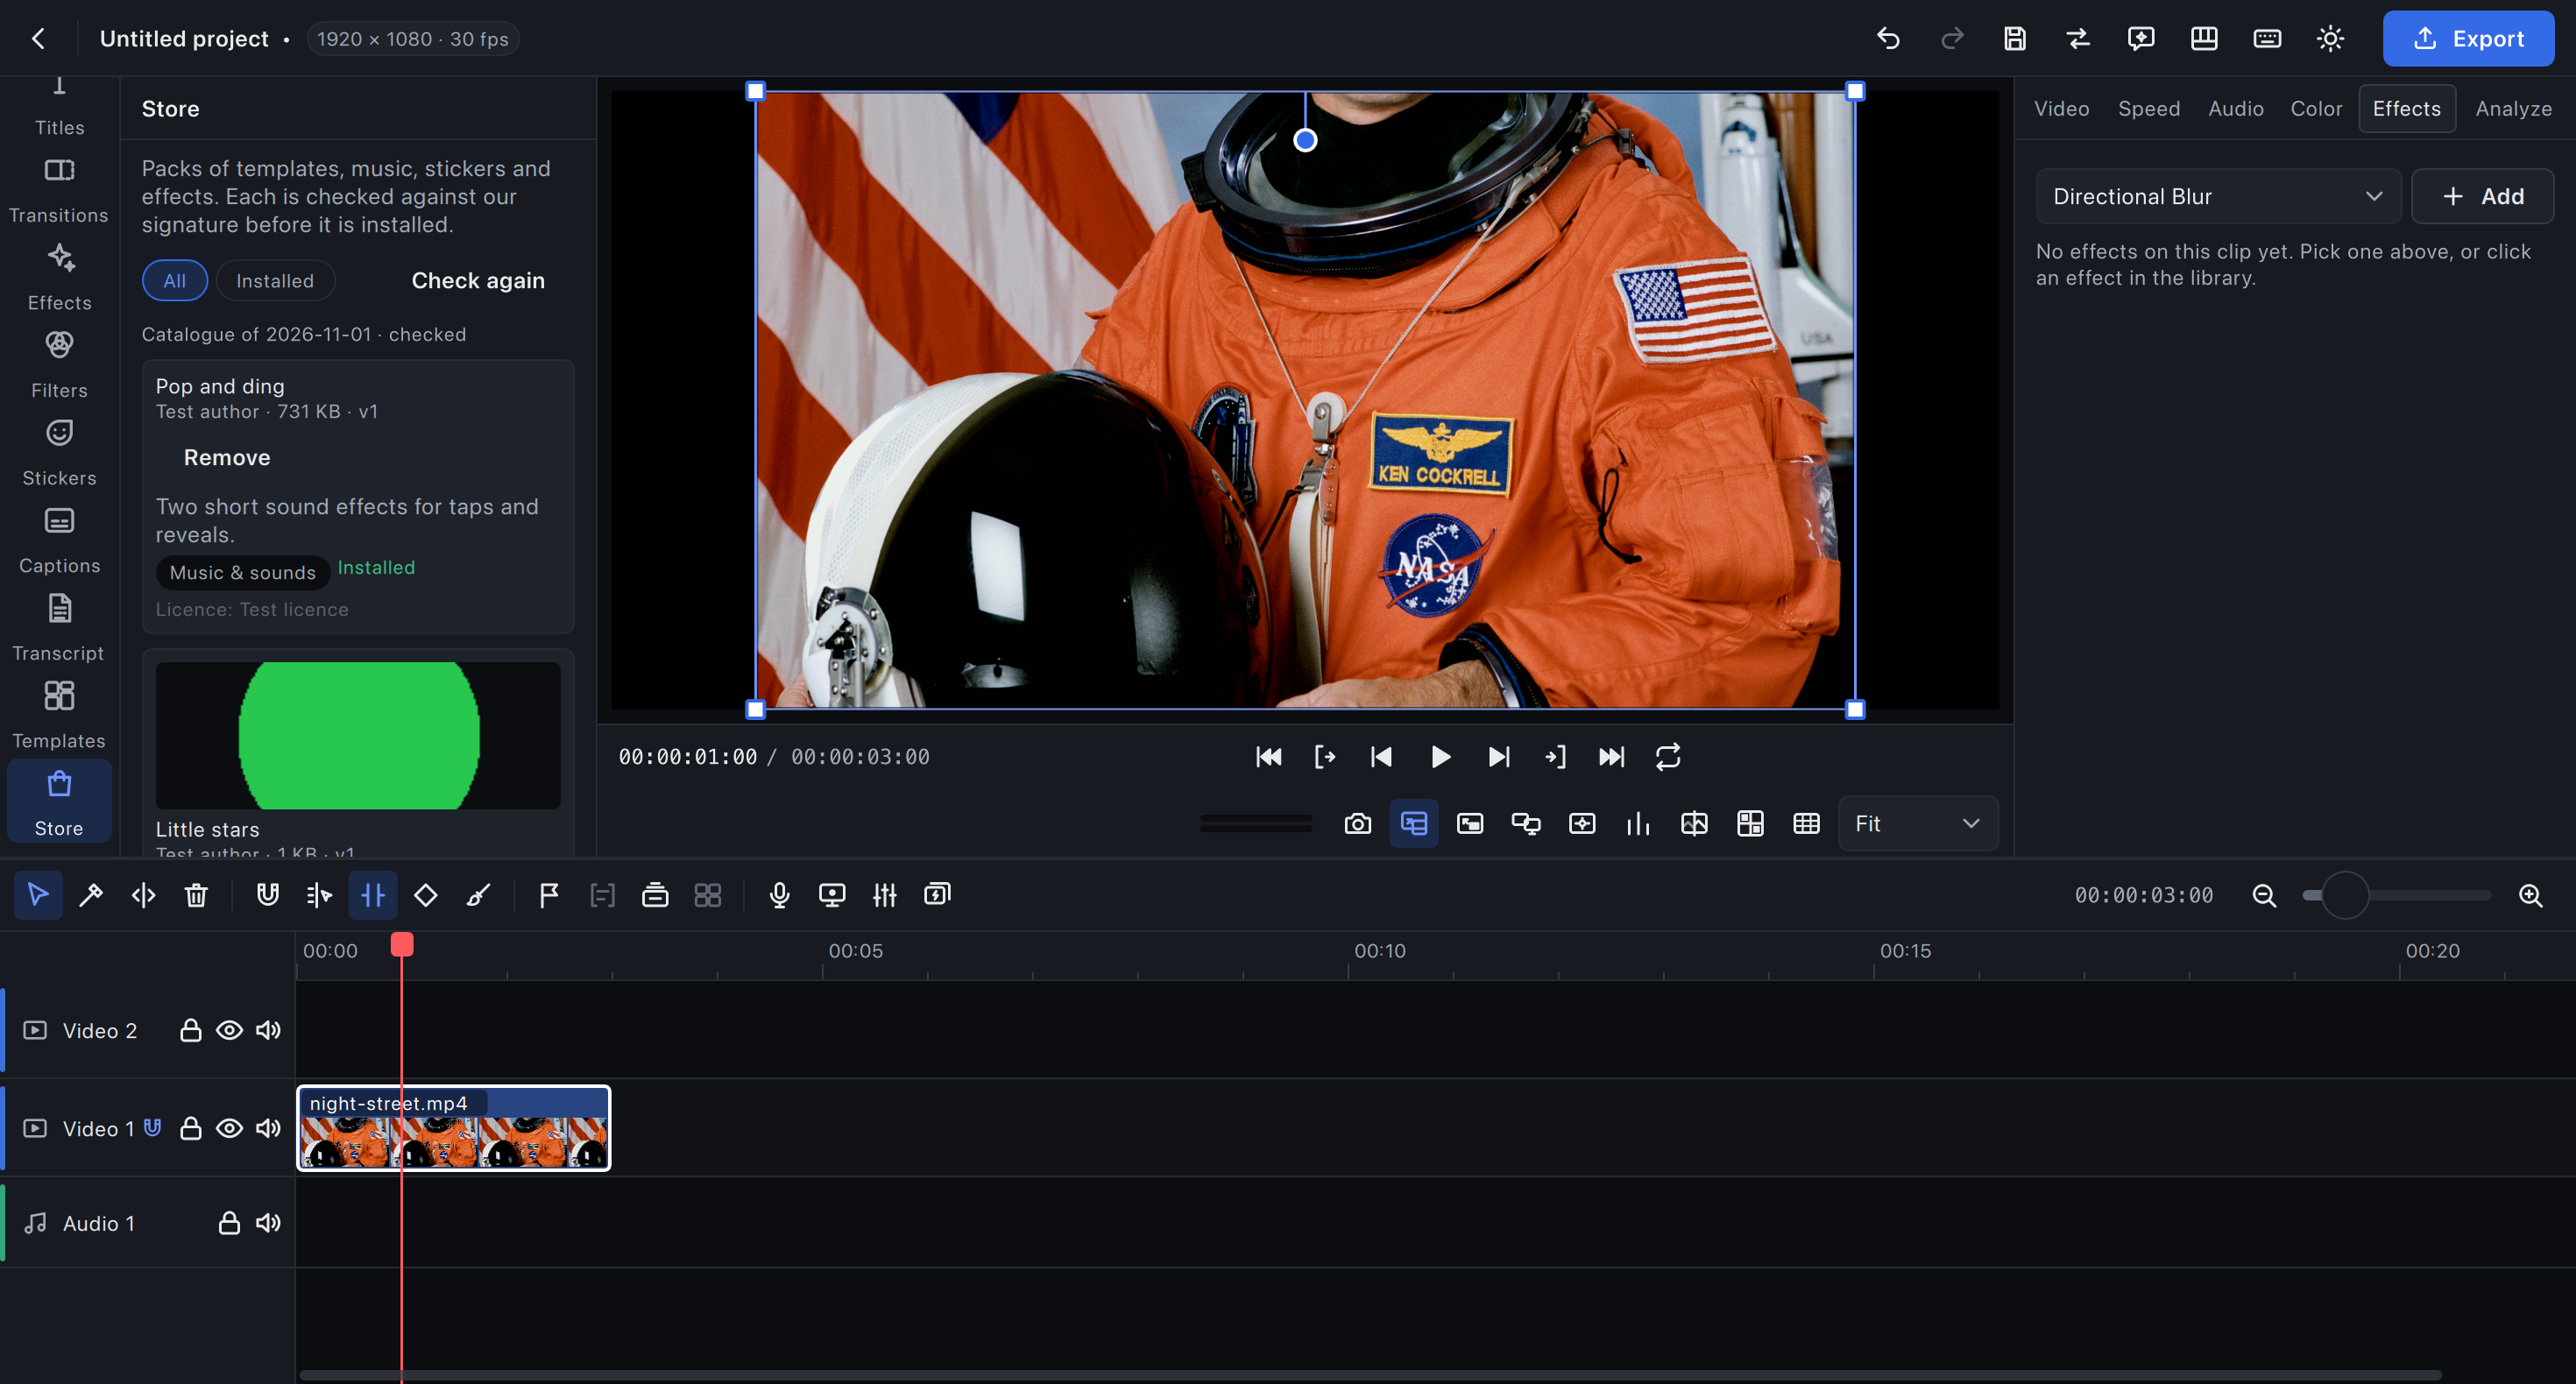 Untitled project •
1920 × 1080 · 30 fps
Export
Titles
Transitions
Effects
Filters
Stickers
Captions
Transcript
Templates
Store
Store
Packs of templates, music, stickers and
effects. Each is checked against our
signature before it is installed.
All
Installed
Check again
Catalogue of 2026-11-01 · checked
Pop and ding
Test author · 731 KB · v1
Remove
Two short sound effects for taps and
reveals.
Music & sounds
Installed
Licence: Test licence
Little stars
Test author · 1 KB · v1
USA
KEN COCKRELL
NASA
00:00:01:00 / 00:00:03:00
Fit
Video
Speed
Audio
Color
Effects
Analyze
Directional Blur
Add
No effects on this clip yet. Pick one above, or click
an effect in the library.
00:00:03:00
00:00
00:05
00:10
00:15
00:20
Video 2
Video 1
night-street.mp4
Audio 1